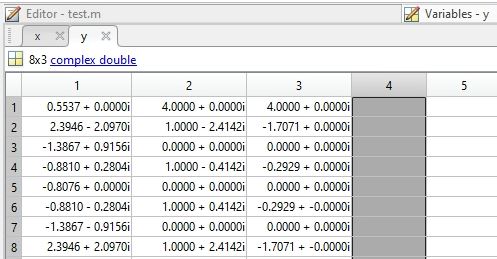 Editor - test.m Variables - y
x y
8x3 complex double
1 2 3 4 5
1 0.5537 + 0.0000i 4.0000 + 0.0000i 4.0000 + 0.0000i
2 2.3946 - 2.0970i 1.0000 - 2.4142i -1.7071 + 0.0000i
3 -1.3867 + 0.9156i 0.0000 + 0.0000i 0.0000 + 0.0000i
4 -0.8810 + 0.2804i 1.0000 - 0.4142i -0.2929 + 0.0000i
5 -0.8076 + 0.0000i 0.0000 + 0.0000i 0.0000 + 0.0000i
6 -0.8810 - 0.2804i 1.0000 + 0.4142i -0.2929 + -0.0000i
7 -1.3867 - 0.9156i 0.0000 + 0.0000i 0.0000 + 0.0000i
8 2.3946 + 2.0970i 1.0000 + 2.4142i -1.7071 + -0.0000i